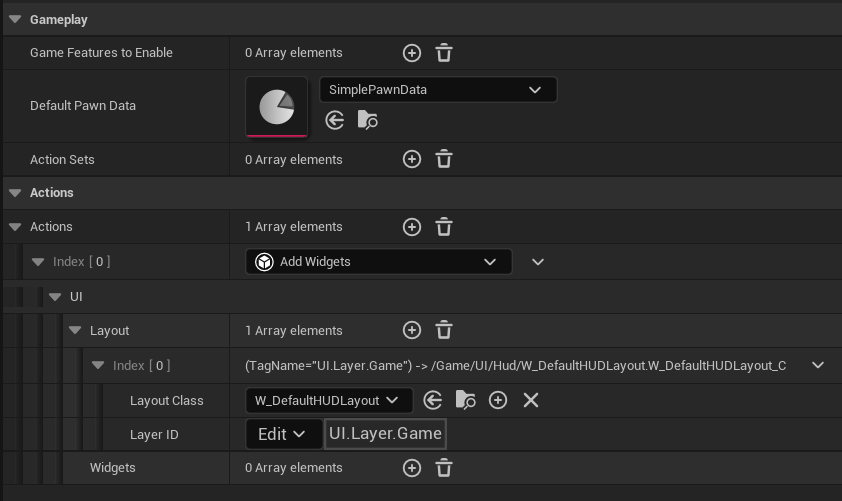 Gameplay
Game Features to Enable 0 Array elements
Default Pawn Data SimplePawnData
Action Sets 0 Array elements
Actions
Actions 1 Array elements
Index [ 0 ] Add Widgets
UI
Layout 1 Array elements
Index [ 0 ] (TagName="UI.Layer.Game") -> /Game/UI/Hud/W_DefaultHUDLayout.W_DefaultHUDLayout_C
Layout Class W_DefaultHUDLayout
Layer ID Edit UI.Layer.Game
Widgets 0 Array elements